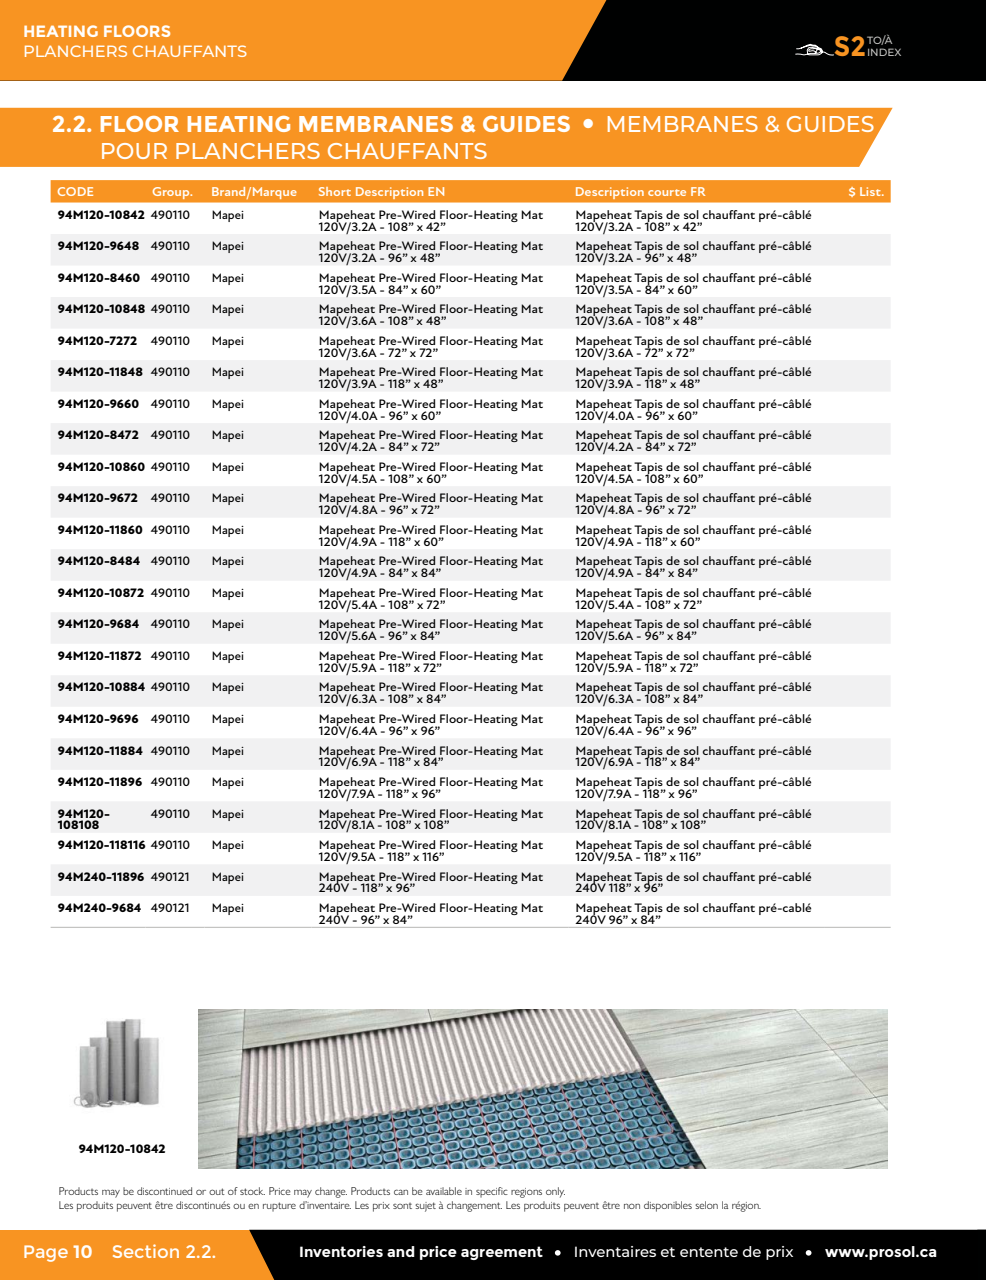 HEATING FLOORS
PLANCHERS CHAUFFANTS
S2 TO/À
INDEX
2.2. FLOOR HEATING MEMBRANES & GUIDES • MEMBRANES & GUIDES
POUR PLANCHERS CHAUFFANTS
CODE Group. Brand/Marque Short Description EN Description courte FR $ List.
94M120-10842 490110 Mapei Mapeheat Pre-Wired Floor-Heating Mat Mapeheat Tapis de sol chauffant pré-câblé
120V/3.2A - 108” x 42” 120V/3.2A - 108” x 42”
94M120-9648 490110 Mapei Mapeheat Pre-Wired Floor-Heating Mat Mapeheat Tapis de sol chauffant pré-câblé
120V/3.2A - 96” x 48” 120V/3.2A - 96” x 48”
94M120-8460 490110 Mapei Mapeheat Pre-Wired Floor-Heating Mat Mapeheat Tapis de sol chauffant pré-câblé
120V/3.5A - 84” x 60” 120V/3.5A - 84” x 60”
94M120-10848 490110 Mapei Mapeheat Pre-Wired Floor-Heating Mat Mapeheat Tapis de sol chauffant pré-câblé
120V/3.6A - 108” x 48” 120V/3.6A - 108” x 48”
94M120-7272 490110 Mapei Mapeheat Pre-Wired Floor-Heating Mat Mapeheat Tapis de sol chauffant pré-câblé
120V/3.6A - 72” x 72” 120V/3.6A - 72” x 72”
94M120-11848 490110 Mapei Mapeheat Pre-Wired Floor-Heating Mat Mapeheat Tapis de sol chauffant pré-câblé
120V/3.9A - 118” x 48” 120V/3.9A - 118” x 48”
94M120-9660 490110 Mapei Mapeheat Pre-Wired Floor-Heating Mat Mapeheat Tapis de sol chauffant pré-câblé
120V/4.0A - 96” x 60” 120V/4.0A - 96” x 60”
94M120-8472 490110 Mapei Mapeheat Pre-Wired Floor-Heating Mat Mapeheat Tapis de sol chauffant pré-câblé
120V/4.2A - 84” x 72” 120V/4.2A - 84” x 72”
94M120-10860 490110 Mapei Mapeheat Pre-Wired Floor-Heating Mat Mapeheat Tapis de sol chauffant pré-câblé
120V/4.5A - 108” x 60” 120V/4.5A - 108” x 60”
94M120-9672 490110 Mapei Mapeheat Pre-Wired Floor-Heating Mat Mapeheat Tapis de sol chauffant pré-câblé
120V/4.8A - 96” x 72” 120V/4.8A - 96” x 72”
94M120-11860 490110 Mapei Mapeheat Pre-Wired Floor-Heating Mat Mapeheat Tapis de sol chauffant pré-câblé
120V/4.9A - 118” x 60” 120V/4.9A - 118” x 60”
94M120-8484 490110 Mapei Mapeheat Pre-Wired Floor-Heating Mat Mapeheat Tapis de sol chauffant pré-câblé
120V/4.9A - 84” x 84” 120V/4.9A - 84” x 84”
94M120-10872 490110 Mapei Mapeheat Pre-Wired Floor-Heating Mat Mapeheat Tapis de sol chauffant pré-câblé
120V/5.4A - 108” x 72” 120V/5.4A - 108” x 72”
94M120-9684 490110 Mapei Mapeheat Pre-Wired Floor-Heating Mat Mapeheat Tapis de sol chauffant pré-câblé
120V/5.6A - 96” x 84” 120V/5.6A - 96” x 84”
94M120-11872 490110 Mapei Mapeheat Pre-Wired Floor-Heating Mat Mapeheat Tapis de sol chauffant pré-câblé
120V/5.9A - 118” x 72” 120V/5.9A - 118” x 72”
94M120-10884 490110 Mapei Mapeheat Pre-Wired Floor-Heating Mat Mapeheat Tapis de sol chauffant pré-câblé
120V/6.3A - 108” x 84” 120V/6.3A - 108” x 84”
94M120-9696 490110 Mapei Mapeheat Pre-Wired Floor-Heating Mat Mapeheat Tapis de sol chauffant pré-câblé
120V/6.4A - 96” x 96” 120V/6.4A - 96” x 96”
94M120-11884 490110 Mapei Mapeheat Pre-Wired Floor-Heating Mat Mapeheat Tapis de sol chauffant pré-câblé
120V/6.9A - 118” x 84” 120V/6.9A - 118” x 84”
94M120-11896 490110 Mapei Mapeheat Pre-Wired Floor-Heating Mat Mapeheat Tapis de sol chauffant pré-câblé
120V/7.9A - 118” x 96” 120V/7.9A - 118” x 96”
94M120- 490110 Mapei Mapeheat Pre-Wired Floor-Heating Mat Mapeheat Tapis de sol chauffant pré-câblé
108108 120V/8.1A - 108” x 108” 120V/8.1A - 108” x 108”
94M120-118116 490110 Mapei Mapeheat Pre-Wired Floor-Heating Mat Mapeheat Tapis de sol chauffant pré-câblé
120V/9.5A - 118” x 116” 120V/9.5A - 118” x 116”
94M240-11896 490121 Mapei Mapeheat Pre-Wired Floor-Heating Mat Mapeheat Tapis de sol chauffant pré-cablé
240V - 118” x 96” 240V 118” x 96”
94M240-9684 490121 Mapei Mapeheat Pre-Wired Floor-Heating Mat Mapeheat Tapis de sol chauffant pré-cablé
240V - 96” x 84” 240V 96” x 84”
94M120-10842
Products may be discontinued or out of stock. Price may change. Products can be available in specific regions only.
Les produits peuvent être discontinués ou en rupture d’inventaire. Les prix sont sujet à changement. Les produits peuvent être non disponibles selon la région.
Page 10 Section 2.2. Inventories and price agreement • Inventaires et entente de prix • www.prosol.ca